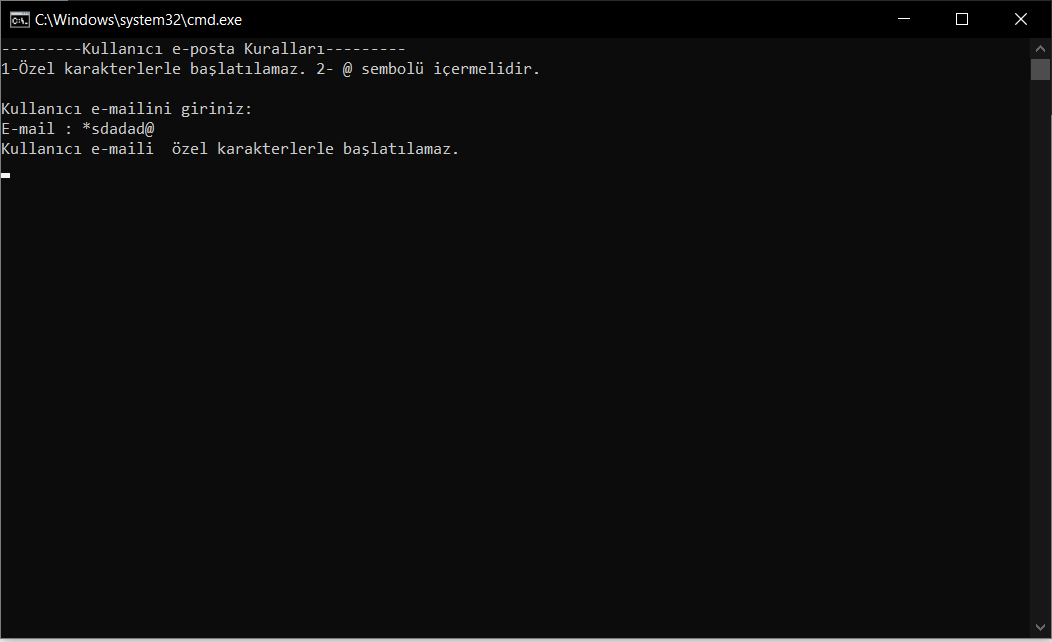 C:\Windows\system32\cmd.exe
---------Kullanıcı e-posta Kuralları---------
1-Özel karakterlerle başlatılamaz. 2- @ sembolü içermelidir.
Kullanıcı e-mailini giriniz:
E-mail : *sdadad@
Kullanıcı e-maili  özel karakterlerle başlatılamaz.